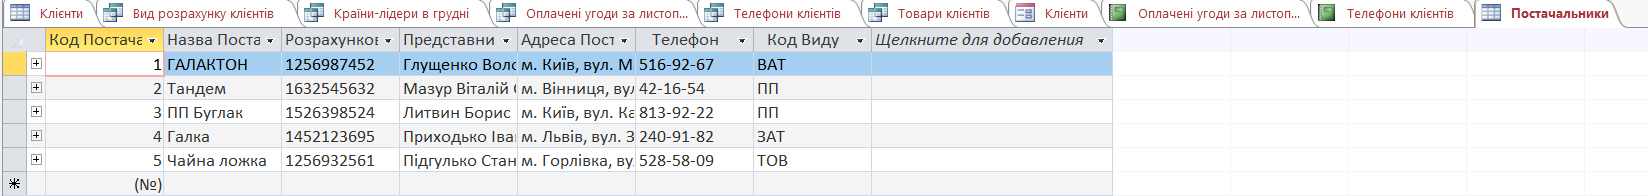 Клієнти Вид розрахунку клієнтів Країни-лідери в грудні Оплачені угоди за листоп... Телефони клієнтів Товари клієнтів Клієнти Оплачені угоди за листоп... Телефони клієнтів Постачальники
Код Постача Назва Поста Розрахунков Представни Адреса Пост Телефон Код Виду Щелкните для добавления
1 ГАЛАКТОН 1256987452 Глущенко Воло м. Київ, вул. М 516-92-67 ВАТ
2 Тандем 1632545632 Мазур Віталій м. Вінниця, вул 42-16-54 ПП
3 ПП Буглак 1526398524 Литвин Борис м. Київ, вул. Ка 813-92-22 ПП
4 Галка 1452123695 Приходько Іва м. Львів, вул. З 240-91-82 ЗАТ
5 Чайна ложка 1256932561 Підгулько Стан м. Горлівка, ву 528-58-09 ТОВ
(№)